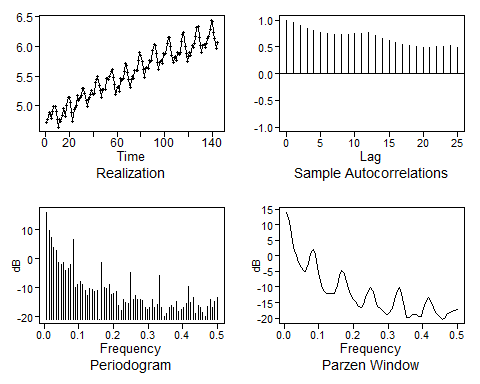 6.5
6.0
5.5
5.0
0 20 60 100 140
Time
Realization
1.0
0.5
0.0
-0.5
-1.0
0 5 10 15 20 25
Lag
Sample Autocorrelations
10
0
-10
-20
dB
0.0 0.1 0.2 0.3 0.4 0.5
Frequency
Periodogram
15
10
5
0
-5
-10
-15
-20
dB
0.0 0.1 0.2 0.3 0.4 0.5
Frequency
Parzen Window